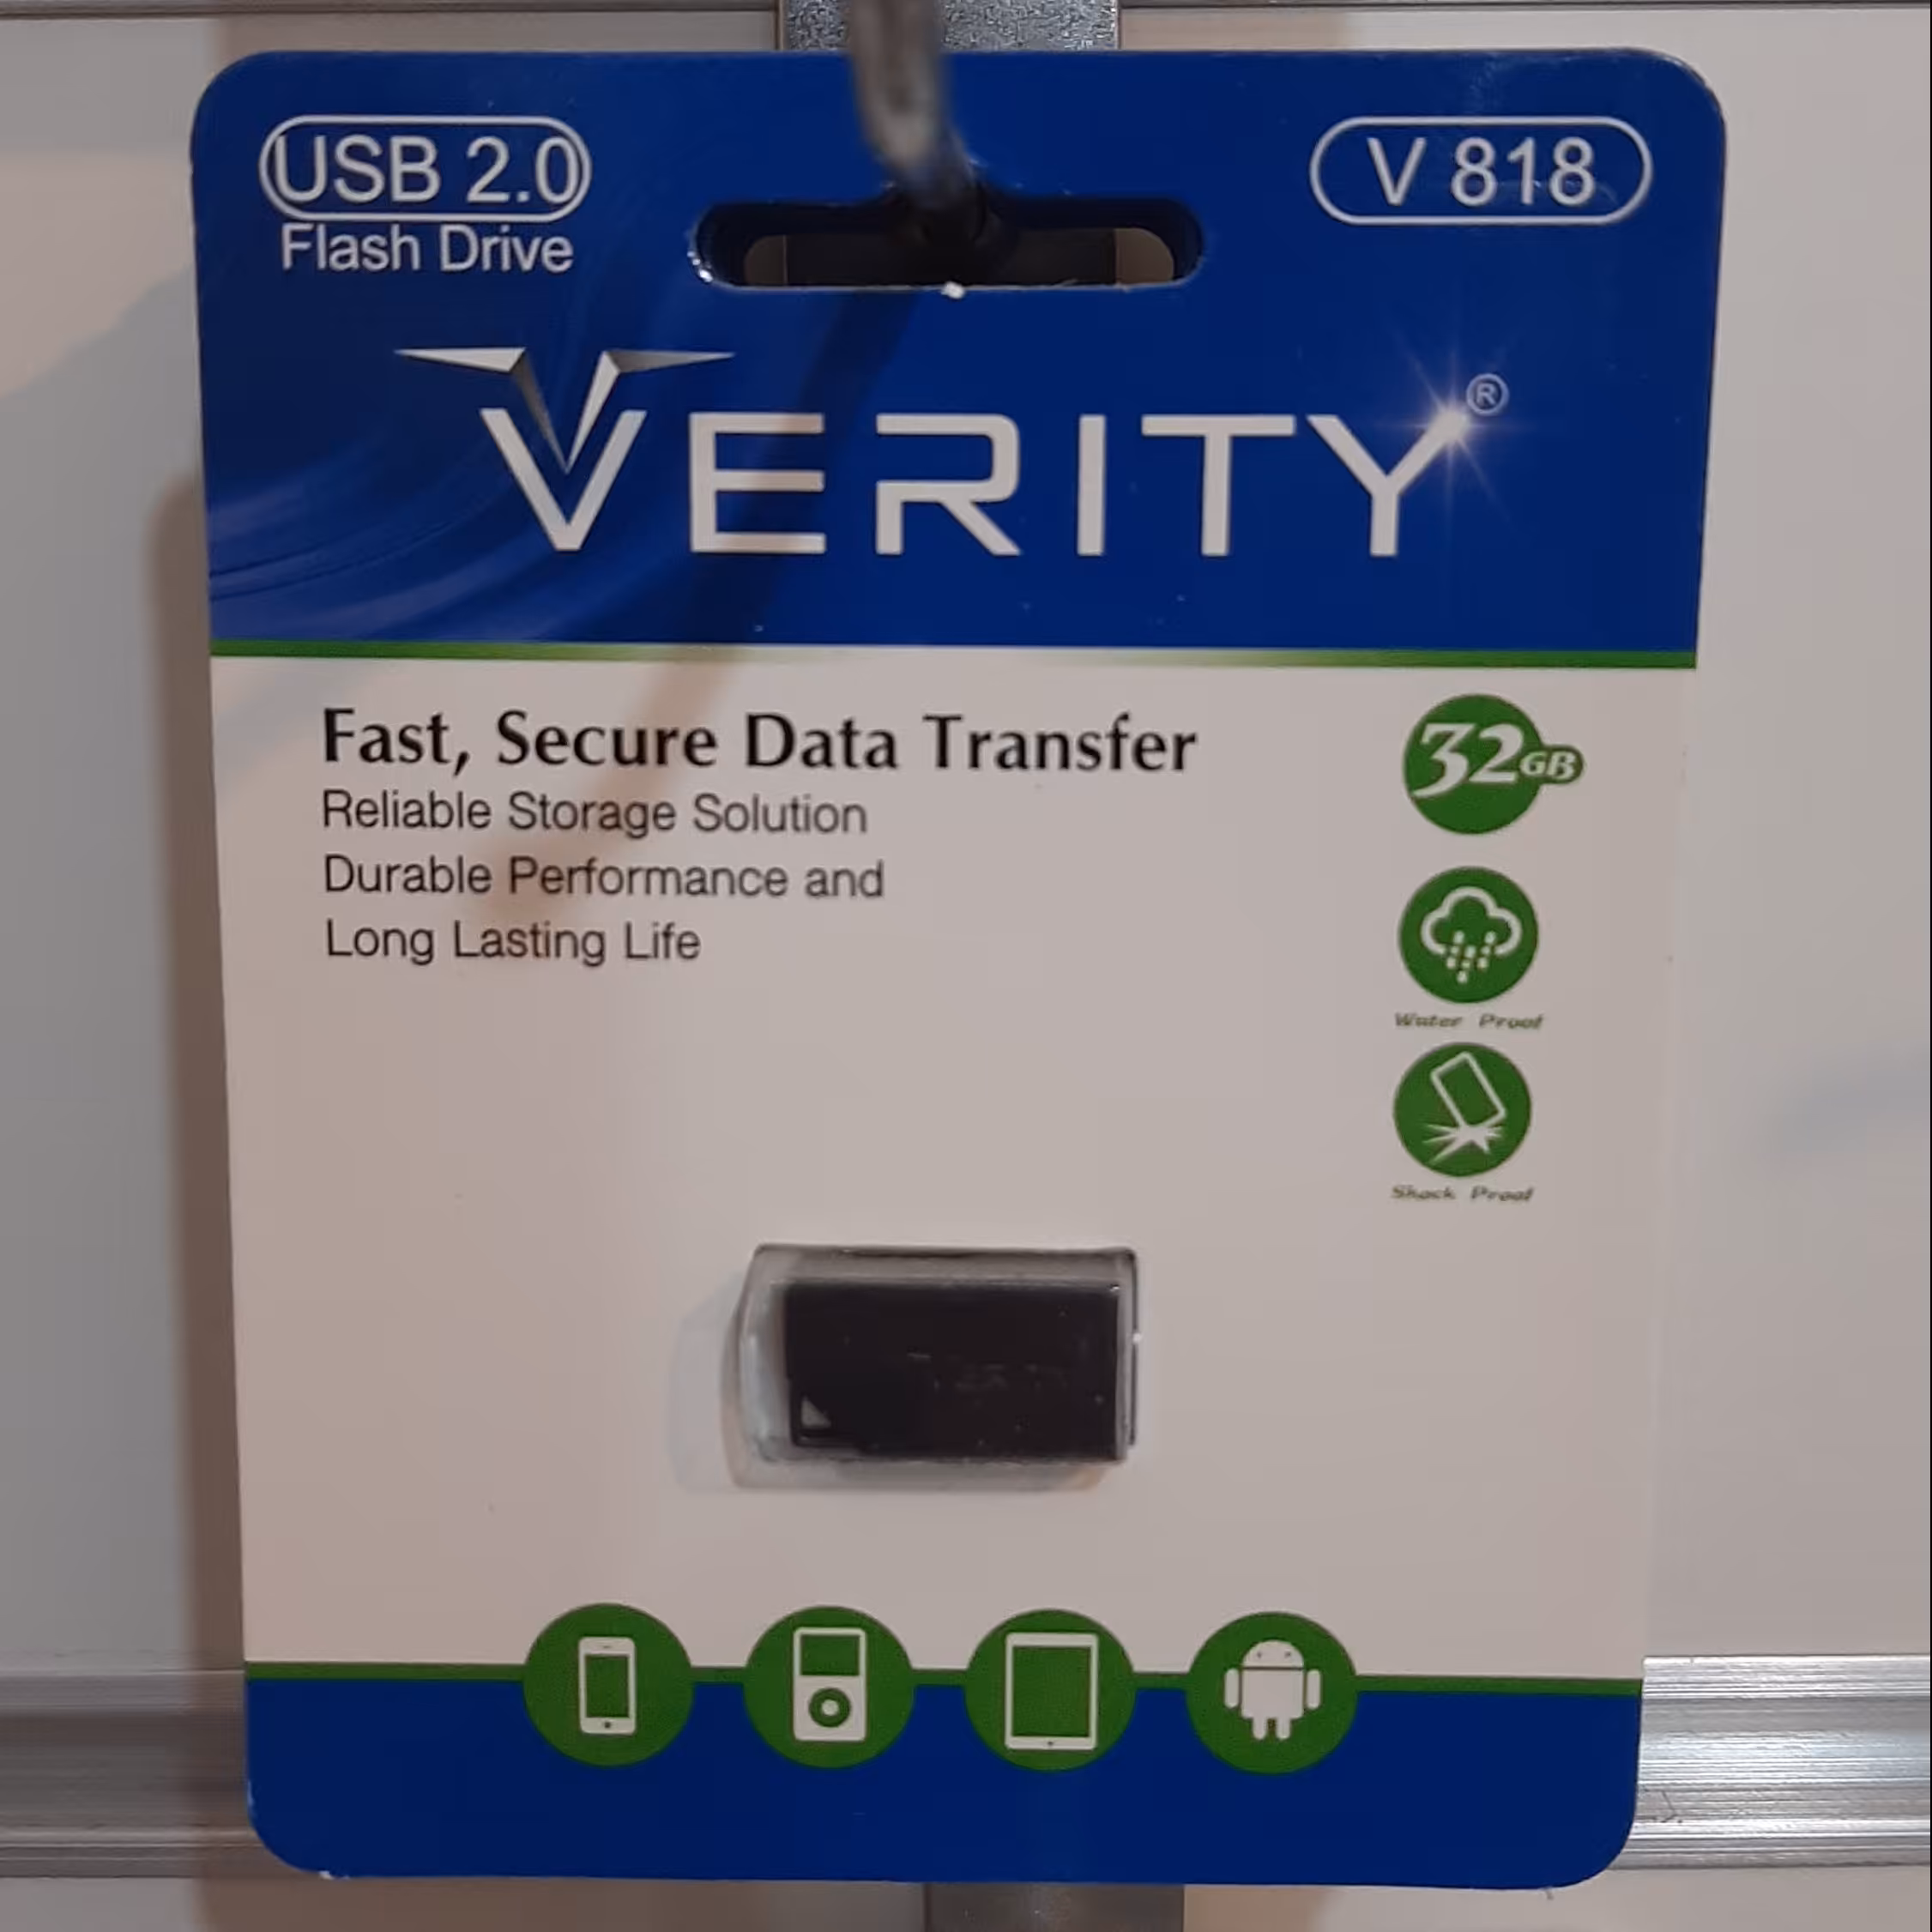 USB 2.0
Flash Drive
V 818
VERITY®
Fast, Secure Data Transfer
Reliable Storage Solution
Durable Performance and
Long Lasting Life
32GB
Water Proof
Shock Proof